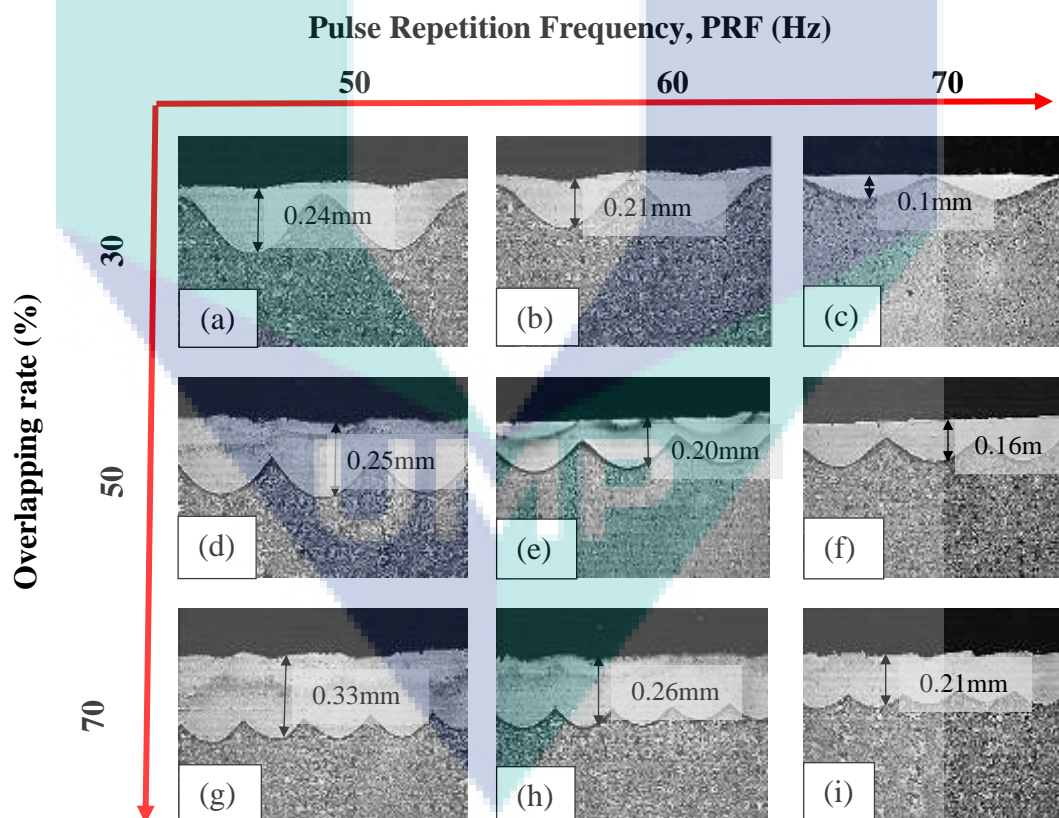 Pulse Repetition Frequency, PRF (Hz)
50 60 70
Overlapping rate (%)
30
0.24mm
(a)
0.21mm
(b)
0.1mm
(c)
50
0.25mm
(d)
0.20mm
(e)
0.16m
(f)
70
0.33mm
(g)
0.26mm
(h)
0.21mm
(i)
UMP